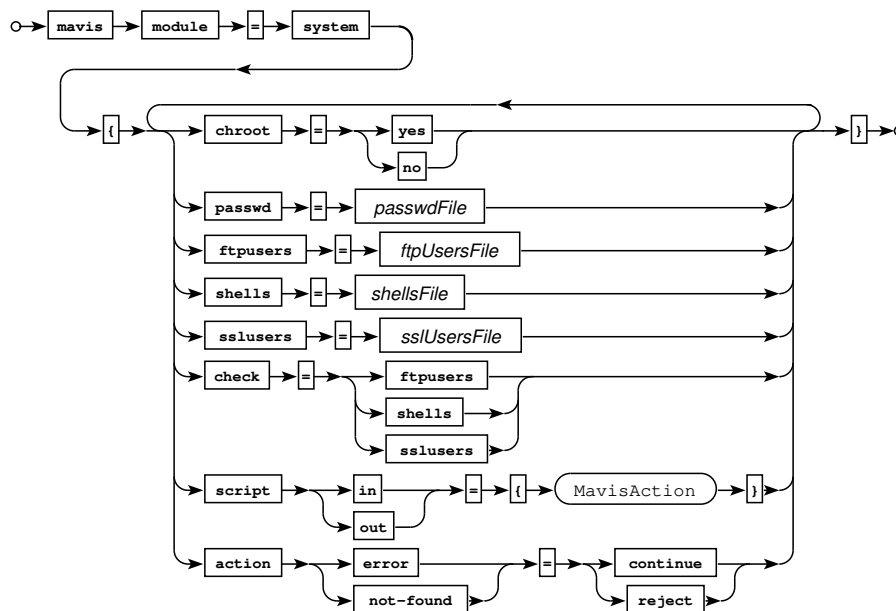 mavis module = system
{ chroot = yes }
no
passwd = passwdFile
ftpusers = ftpUsersFile
shells = shellsFile
sslusers = sslUsersFile
check = ftpusers
shells
sslusers
script in = { MavisAction }
out
action error = continue
not-found reject